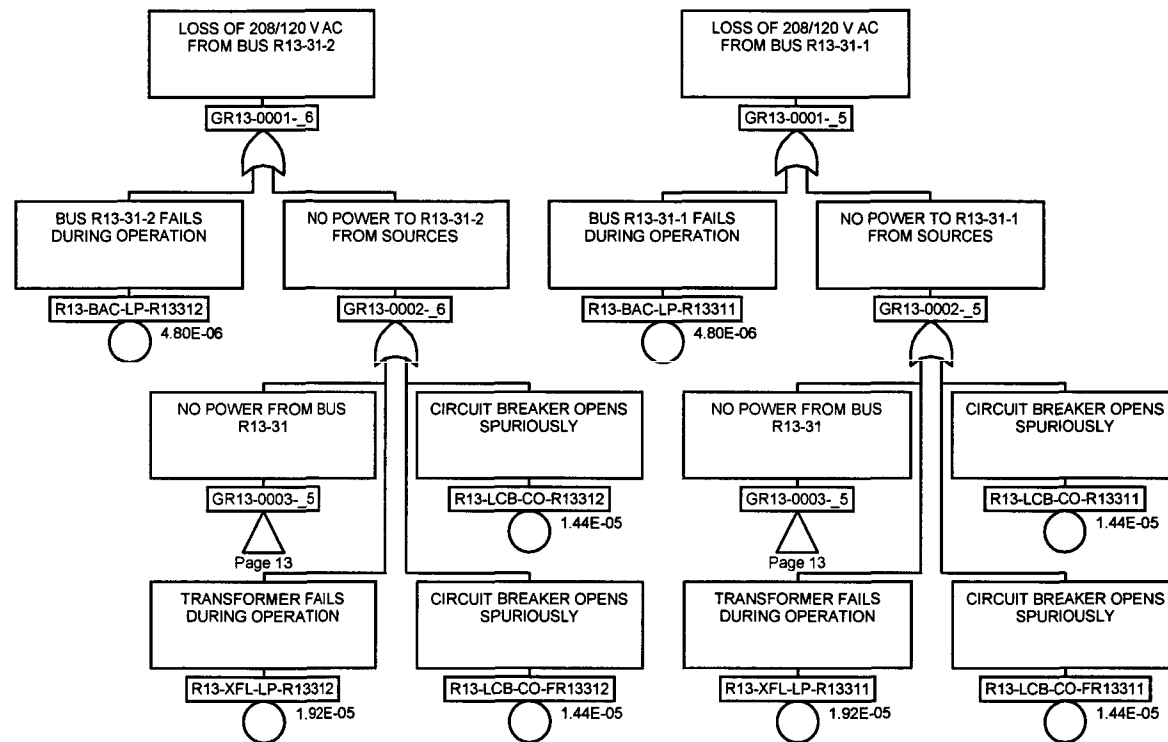 LOSS OF 208/120 V AC
FROM BUS R13-31-2
GR13-0001-_6
BUS R13-31-2 FAILS
DURING OPERATION
R13-BAC-LP-R13312
4.80E-06
NO POWER TO R13-31-2
FROM SOURCES
GR13-0002-_6
NO POWER FROM BUS
R13-31
GR13-0003-_5
Page 13
CIRCUIT BREAKER OPENS
SPURIOUSLY
R13-LCB-CO-R13312
1.44E-05
TRANSFORMER FAILS
DURING OPERATION
R13-XFL-LP-R13312
1.92E-05
CIRCUIT BREAKER OPENS
SPURIOUSLY
R13-LCB-CO-FR13312
1.44E-05
LOSS OF 208/120 V AC
FROM BUS R13-31-1
GR13-0001-_5
BUS R13-31-1 FAILS
DURING OPERATION
R13-BAC-LP-R13311
4.80E-06
NO POWER TO R13-31-1
FROM SOURCES
GR13-0002-_5
NO POWER FROM BUS
R13-31
GR13-0003-_5
Page 13
CIRCUIT BREAKER OPENS
SPURIOUSLY
R13-LCB-CO-R13311
1.44E-05
TRANSFORMER FAILS
DURING OPERATION
R13-XFL-LP-R13311
1.92E-05
CIRCUIT BREAKER OPENS
SPURIOUSLY
R13-LCB-CO-FR13311
1.44E-05